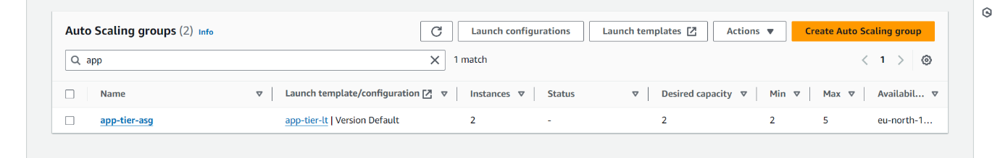 Auto Scaling groups (2) Info
Launch configurations
Launch templates
Actions
Create Auto Scaling group
app
1 match
1
Name Launch template/configuration Instances Status Desired capacity Min Max Availabil...
app-tier-asg app-tier-lt | Version Default 2 - 2 2 5 eu-north-1...